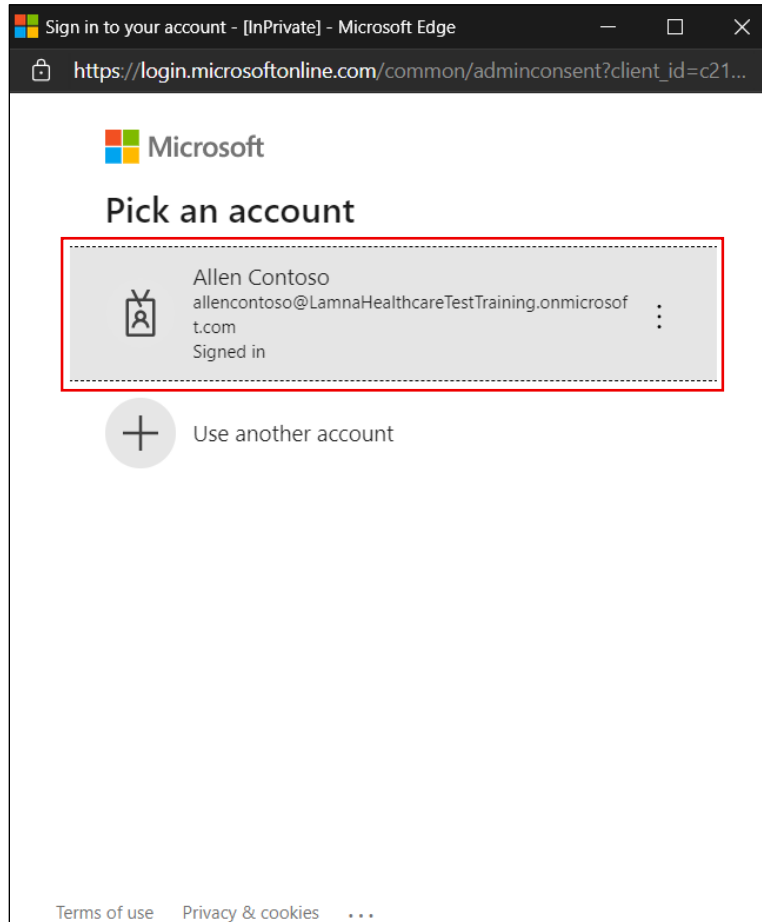 Sign in to your account - [InPrivate] - Microsoft Edge
https://login.microsoftonline.com/common/adminconsent?client_id=c21...
Microsoft
Pick an account
Allen Contoso
allencontoso@LamnaHealthcareTestTraining.onmicrosof
t.com
Signed in
Use another account
Terms of use Privacy & cookies ...